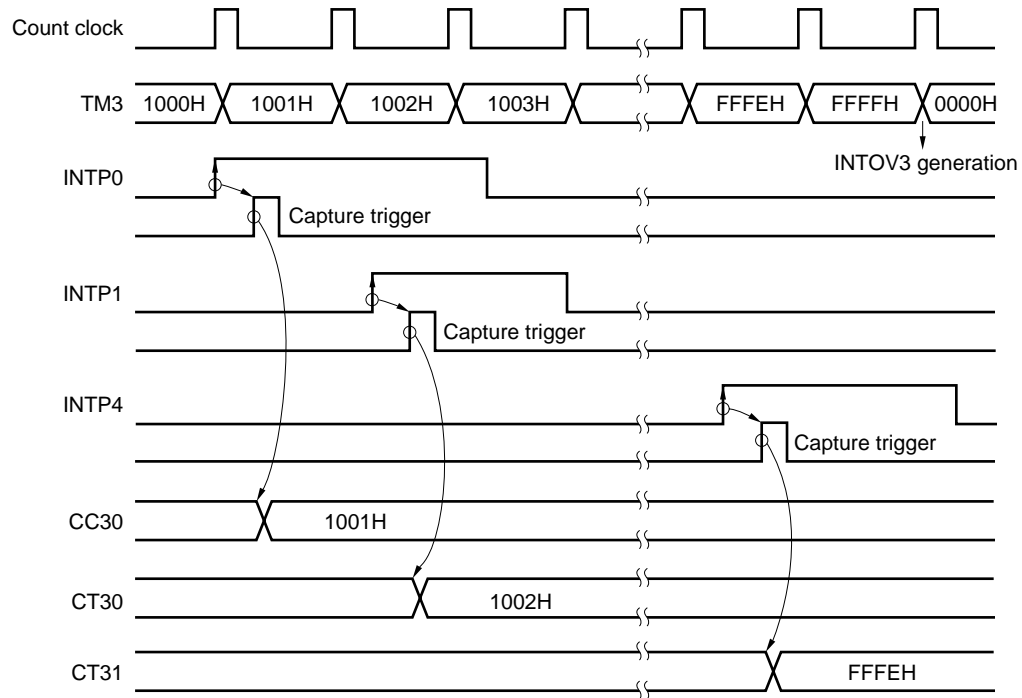 Count clock
TM3 1000H 1001H 1002H 1003H FFFEH FFFFH 0000H
INTOV3 generation
INTP0
Capture trigger
INTP1
Capture trigger
INTP4
Capture trigger
CC30 1001H
CT30 1002H
CT31 FFFEH